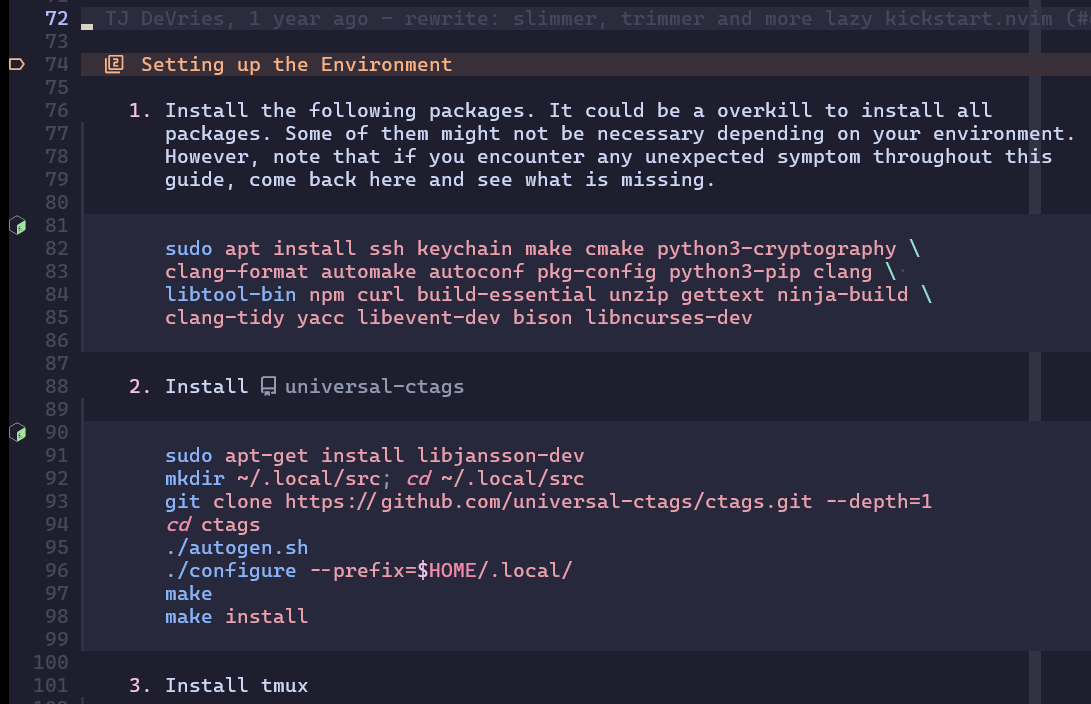 72 TJ DeVries, 1 year ago - rewrite: slimmer, trimmer and more lazy kickstart.nvim (#
73
74 Setting up the Environment
75
76 1. Install the following packages. It could be a overkill to install all
77 packages. Some of them might not be necessary depending on your environment.
78 However, note that if you encounter any unexpected symptom throughout this
79 guide, come back here and see what is missing.
80
81
82 sudo apt install ssh keychain make cmake python3-cryptography \
83 clang-format automake autoconf pkg-config python3-pip clang \
84 libtool-bin npm curl build-essential unzip gettext ninja-build \
85 clang-tidy yacc libevent-dev bison libncurses-dev
86
87
88 2. Install universal-ctags
89
90
91 sudo apt-get install libjansson-dev
92 mkdir ~/.local/src; cd ~/.local/src
93 git clone https://github.com/universal-ctags/ctags.git --depth=1
94 cd ctags
95 ./autogen.sh
96 ./configure --prefix=$HOME/.local/
97 make
98 make install
99
100
101 3. Install tmux